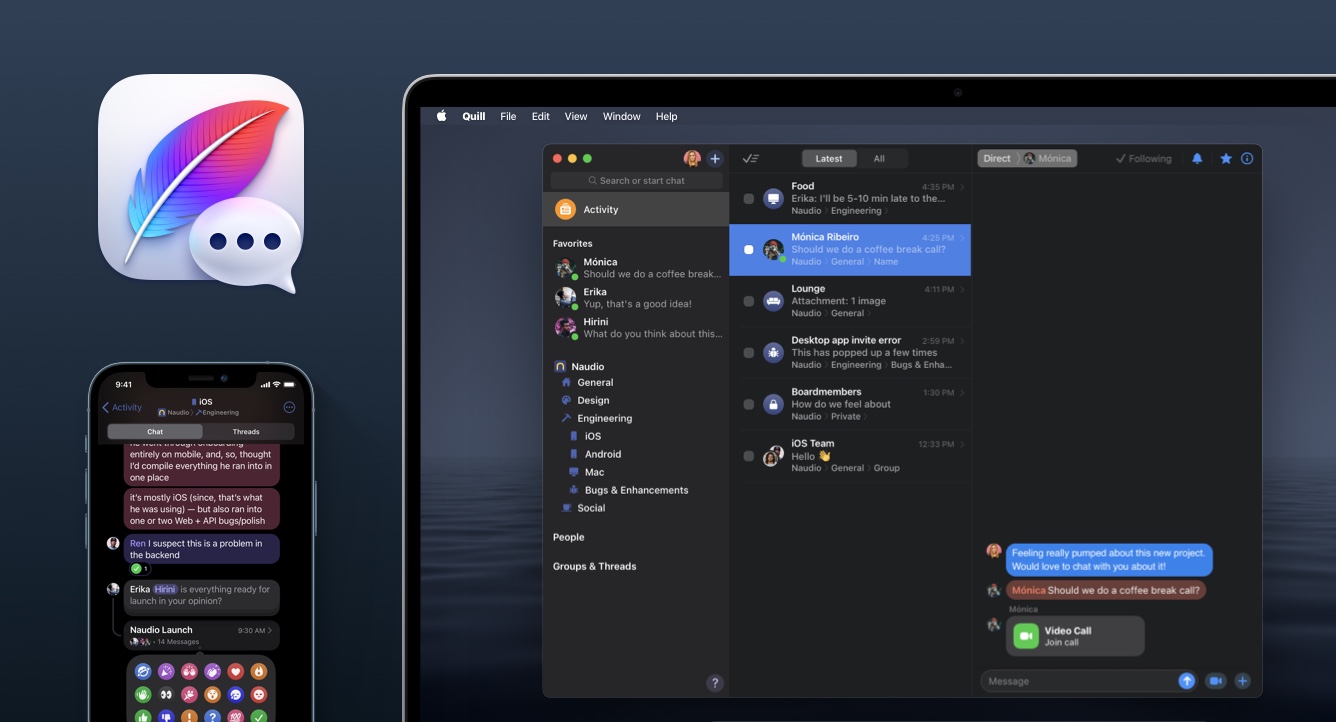 Quill File Edit View Window Help
Search or start chat
Activity
Favorites
Mónica
Should we do a coffee break...
Erika
Yup, that's a good idea!
Hirini
What do you think about this...
Naudio
General
Design
Engineering
iOS
Android
Mac
Bugs & Enhancements
Social
People
Groups & Threads
?
Latest All
Food 4:35 PM
Erika: I'll be 5-10 min late to the...
Naudio Engineering
Mónica Ribeiro 4:25 PM
Should we do a coffee break call?
Naudio General Name
Lounge 4:11 PM
Attachment: 1 image
Naudio General
Desktop app invite error 2:59 PM
This has popped up a few times
Naudio Engineering Bugs & Enha...
Boardmembers 1:30 PM
How do we feel about
Naudio Private
iOS Team 12:33 PM
Hello 👋
Naudio General Group
Direct Mónica Following
Feeling really pumped about this new project.
Would love to chat with you about it!
Mónica Should we do a coffee break call?
Mónica
Video Call
Join call
Message
9:41
Activity
iOS
Naudio Engineering
Chat Threads
he went through onboarding
entirely on mobile, and, so, thought
I'd compile everything he ran into in
one place
it's mostly iOS (since, that's what
he was using) — but also ran into
one or two Web + API bugs/polish
Ren I suspect this is a problem in
the backend
1
Erika Hirini is everything ready for
launch in your opinion?
Naudio Launch 9:30 AM
• 14 Messages
! ? 100